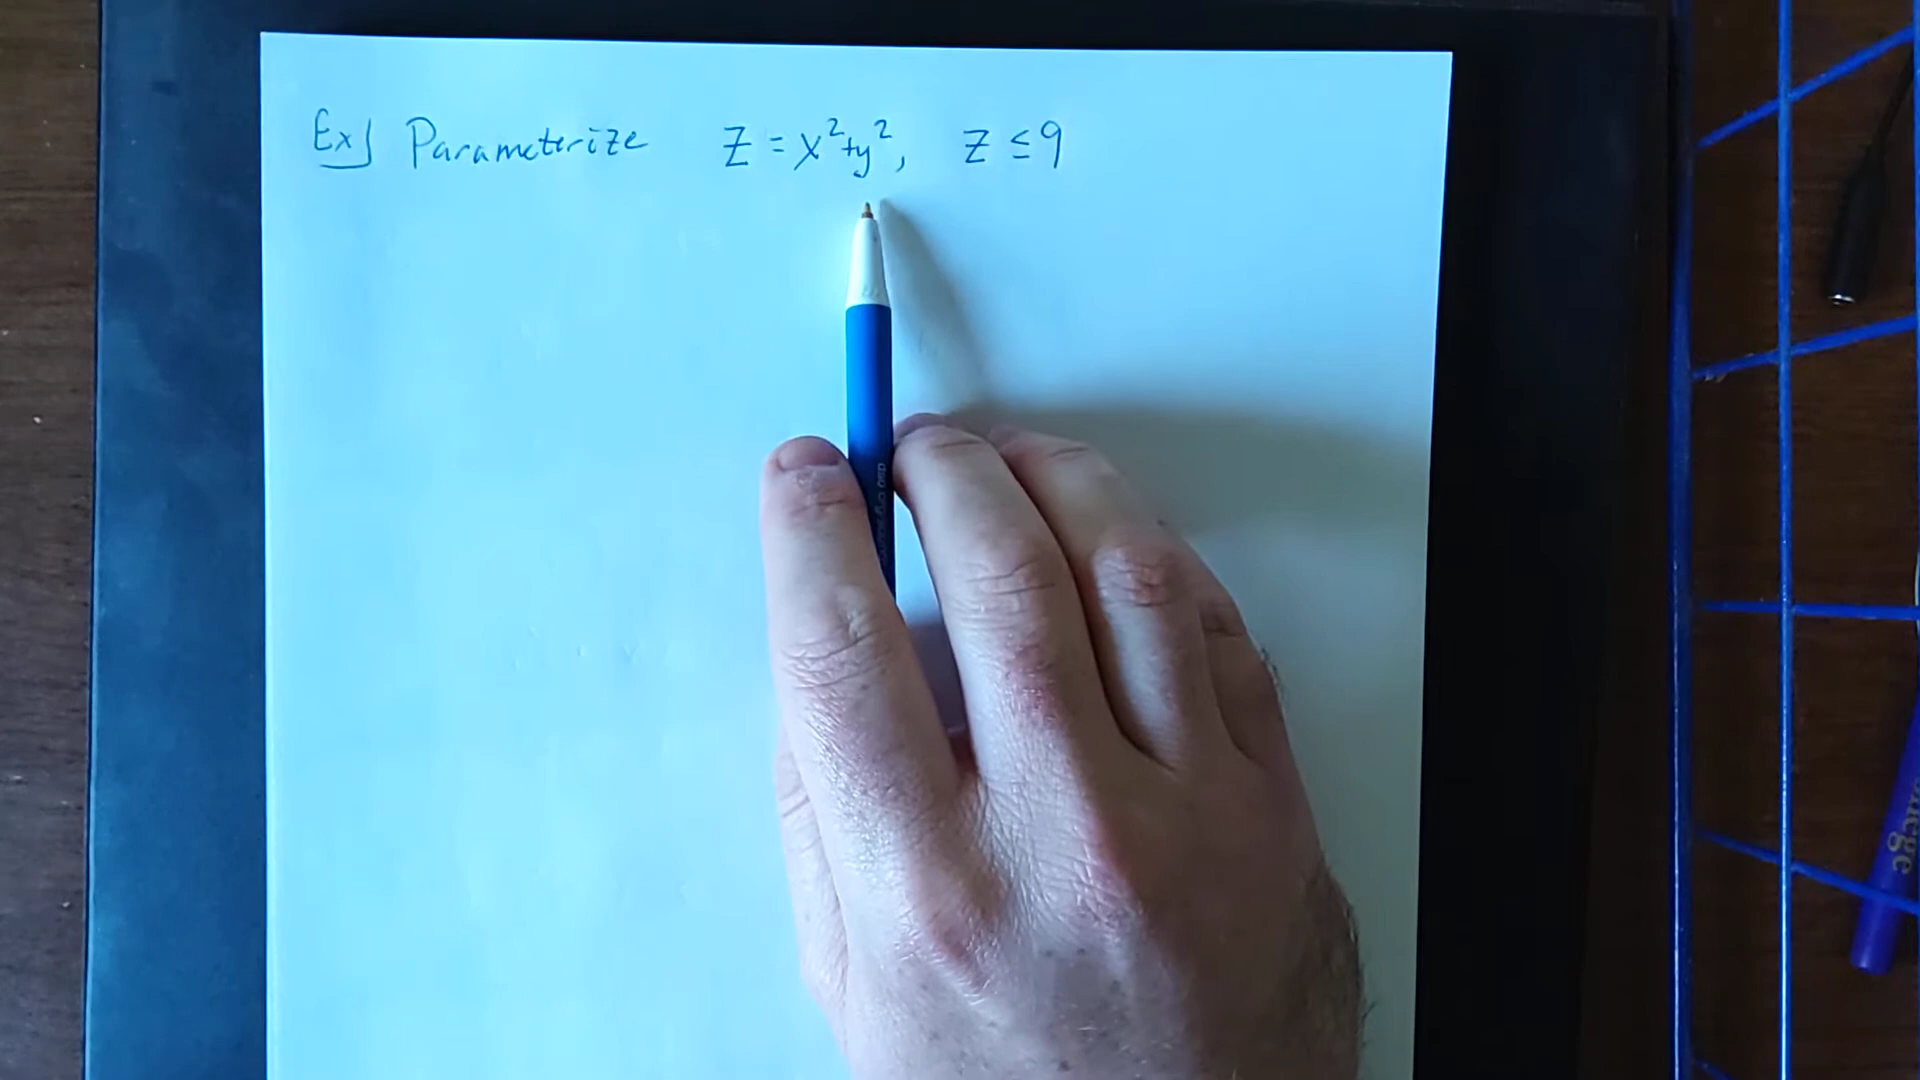 Ex] Parameterize z = x²+y², z ≤ 9